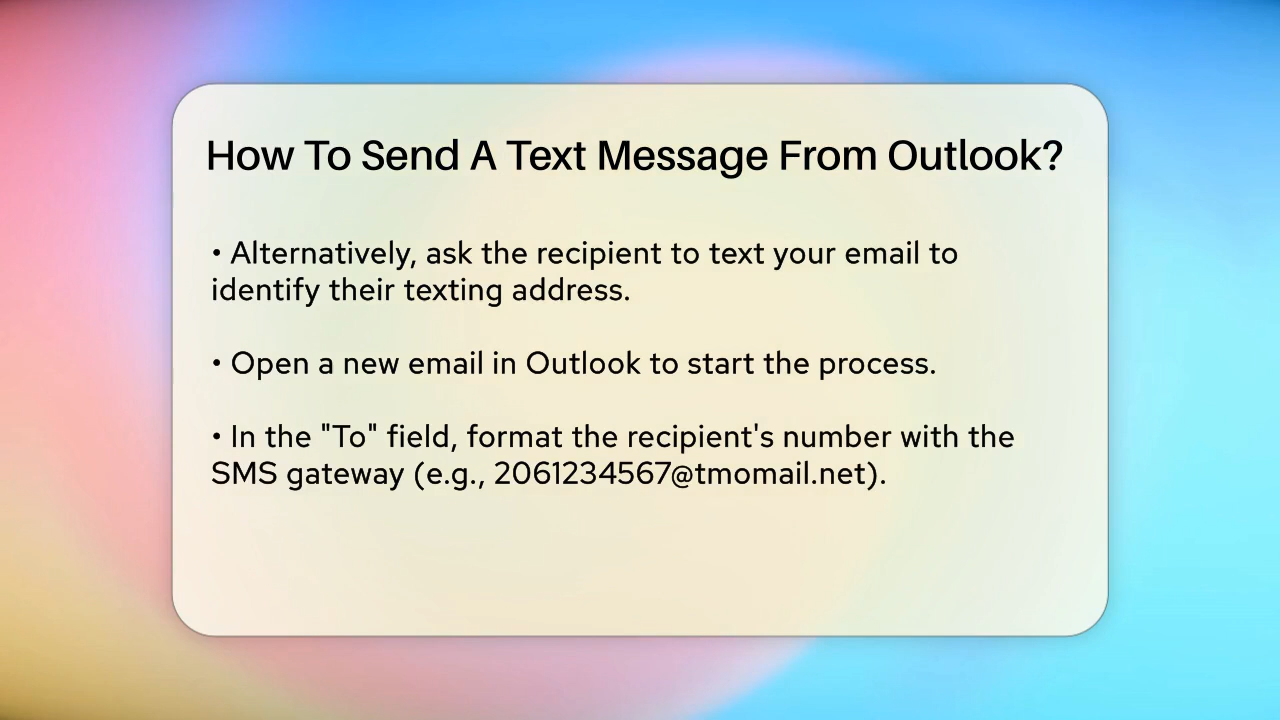 How To Send A Text Message From Outlook?
• Alternatively, ask the recipient to text your email to
identify their texting address.
• Open a new email in Outlook to start the process.
• In the "To" field, format the recipient's number with the
SMS gateway (e.g., 2061234567@tmomail.net).